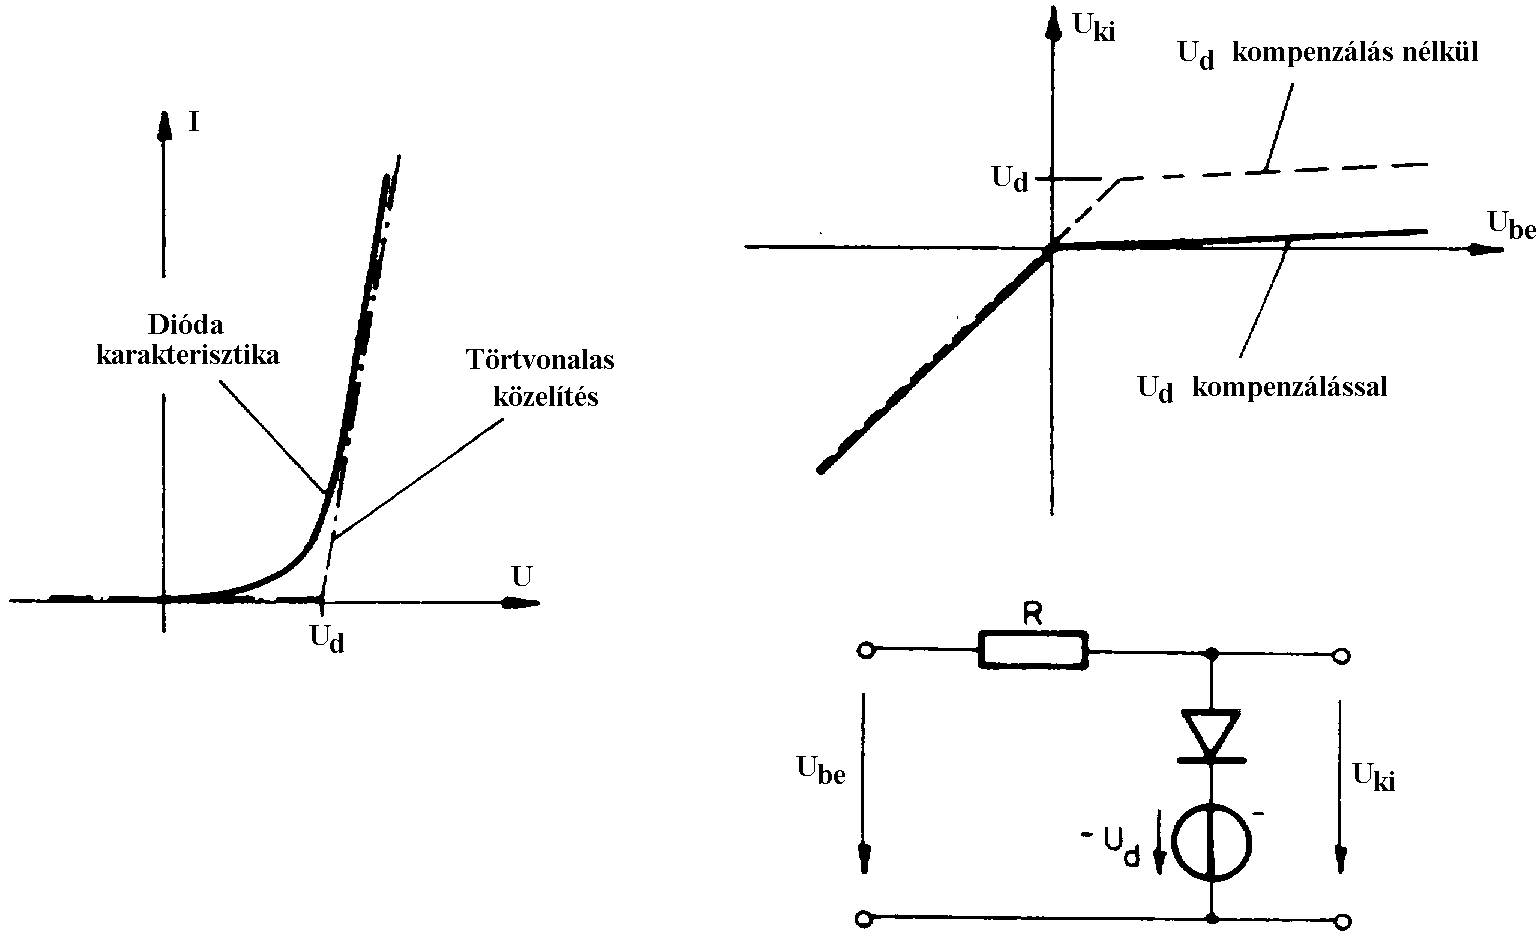 I
Dióda
karakterisztika
Törtvonalas
közelítés
U
Ud
Uki
Ud kompenzálás nélkül
Ud
Ube
Ud kompenzálással
R
Ube
- Ud
-
Uki